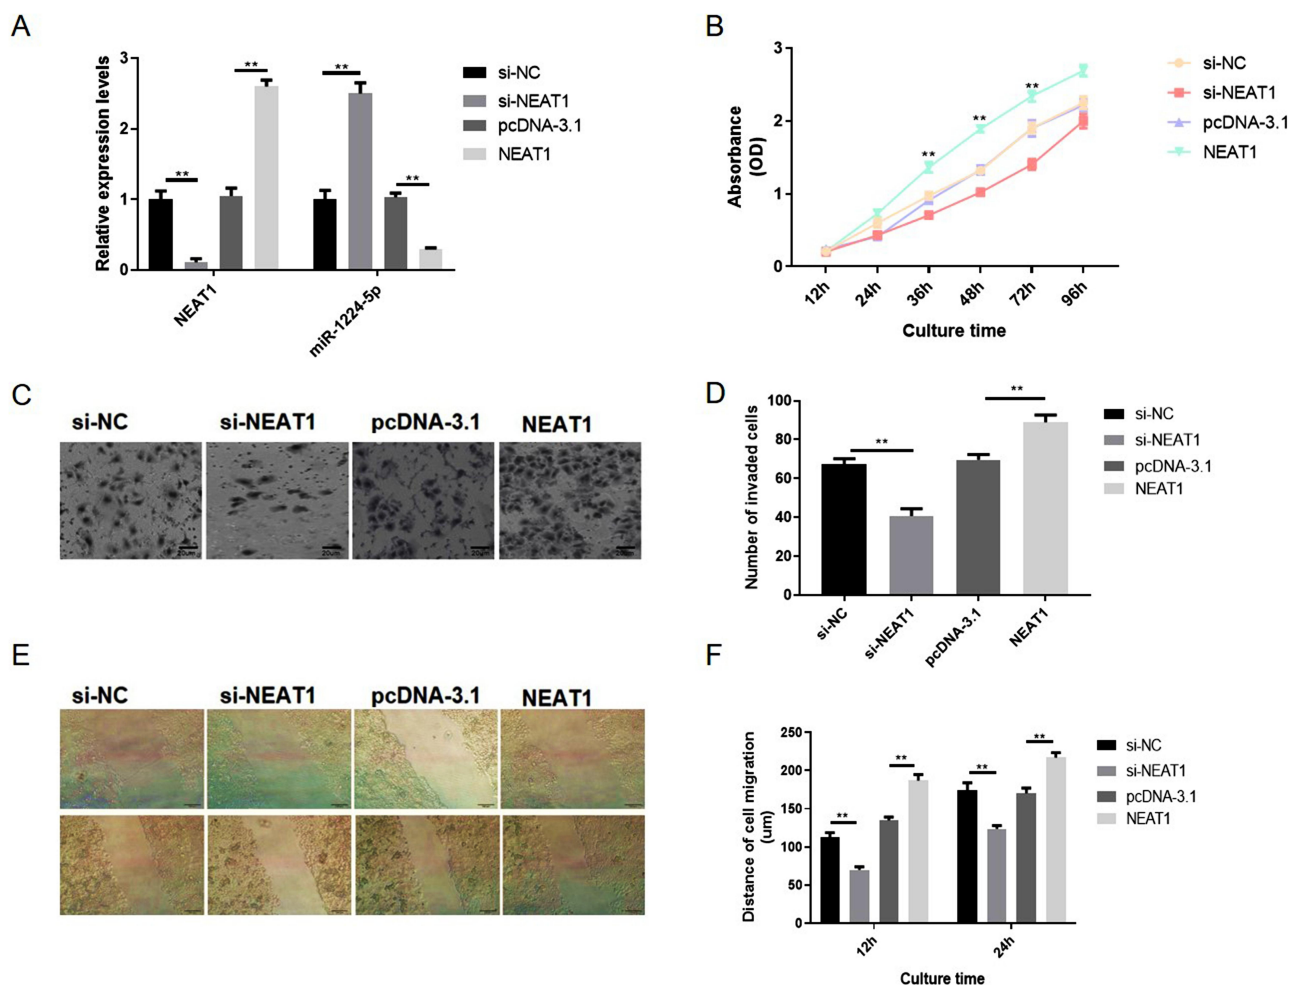 A
Relative expression levels
3
2
1
0
**
**
**
**
NEAT1
miR-1224-5p
si-NC
si-NEAT1
pcDNA-3.1
NEAT1
B
Absorbance
(OD)
3
2
1
0
**
**
**
12h
24h
36h
48h
72h
96h
Culture time
si-NC
si-NEAT1
pcDNA-3.1
NEAT1
C
si-NC
si-NEAT1
pcDNA-3.1
NEAT1
20um
20um
20um
20um
D
Number of invaded cells
100
80
60
40
20
0
**
**
si-NC
si-NEAT1
pcDNA-3.1
NEAT1
si-NC
si-NEAT1
pcDNA-3.1
NEAT1
E
si-NC
si-NEAT1
pcDNA-3.1
NEAT1
F
Distance of cell migration
(um)
250
200
150
100
50
0
**
**
**
**
12h
24h
Culture time
si-NC
si-NEAT1
pcDNA-3.1
NEAT1